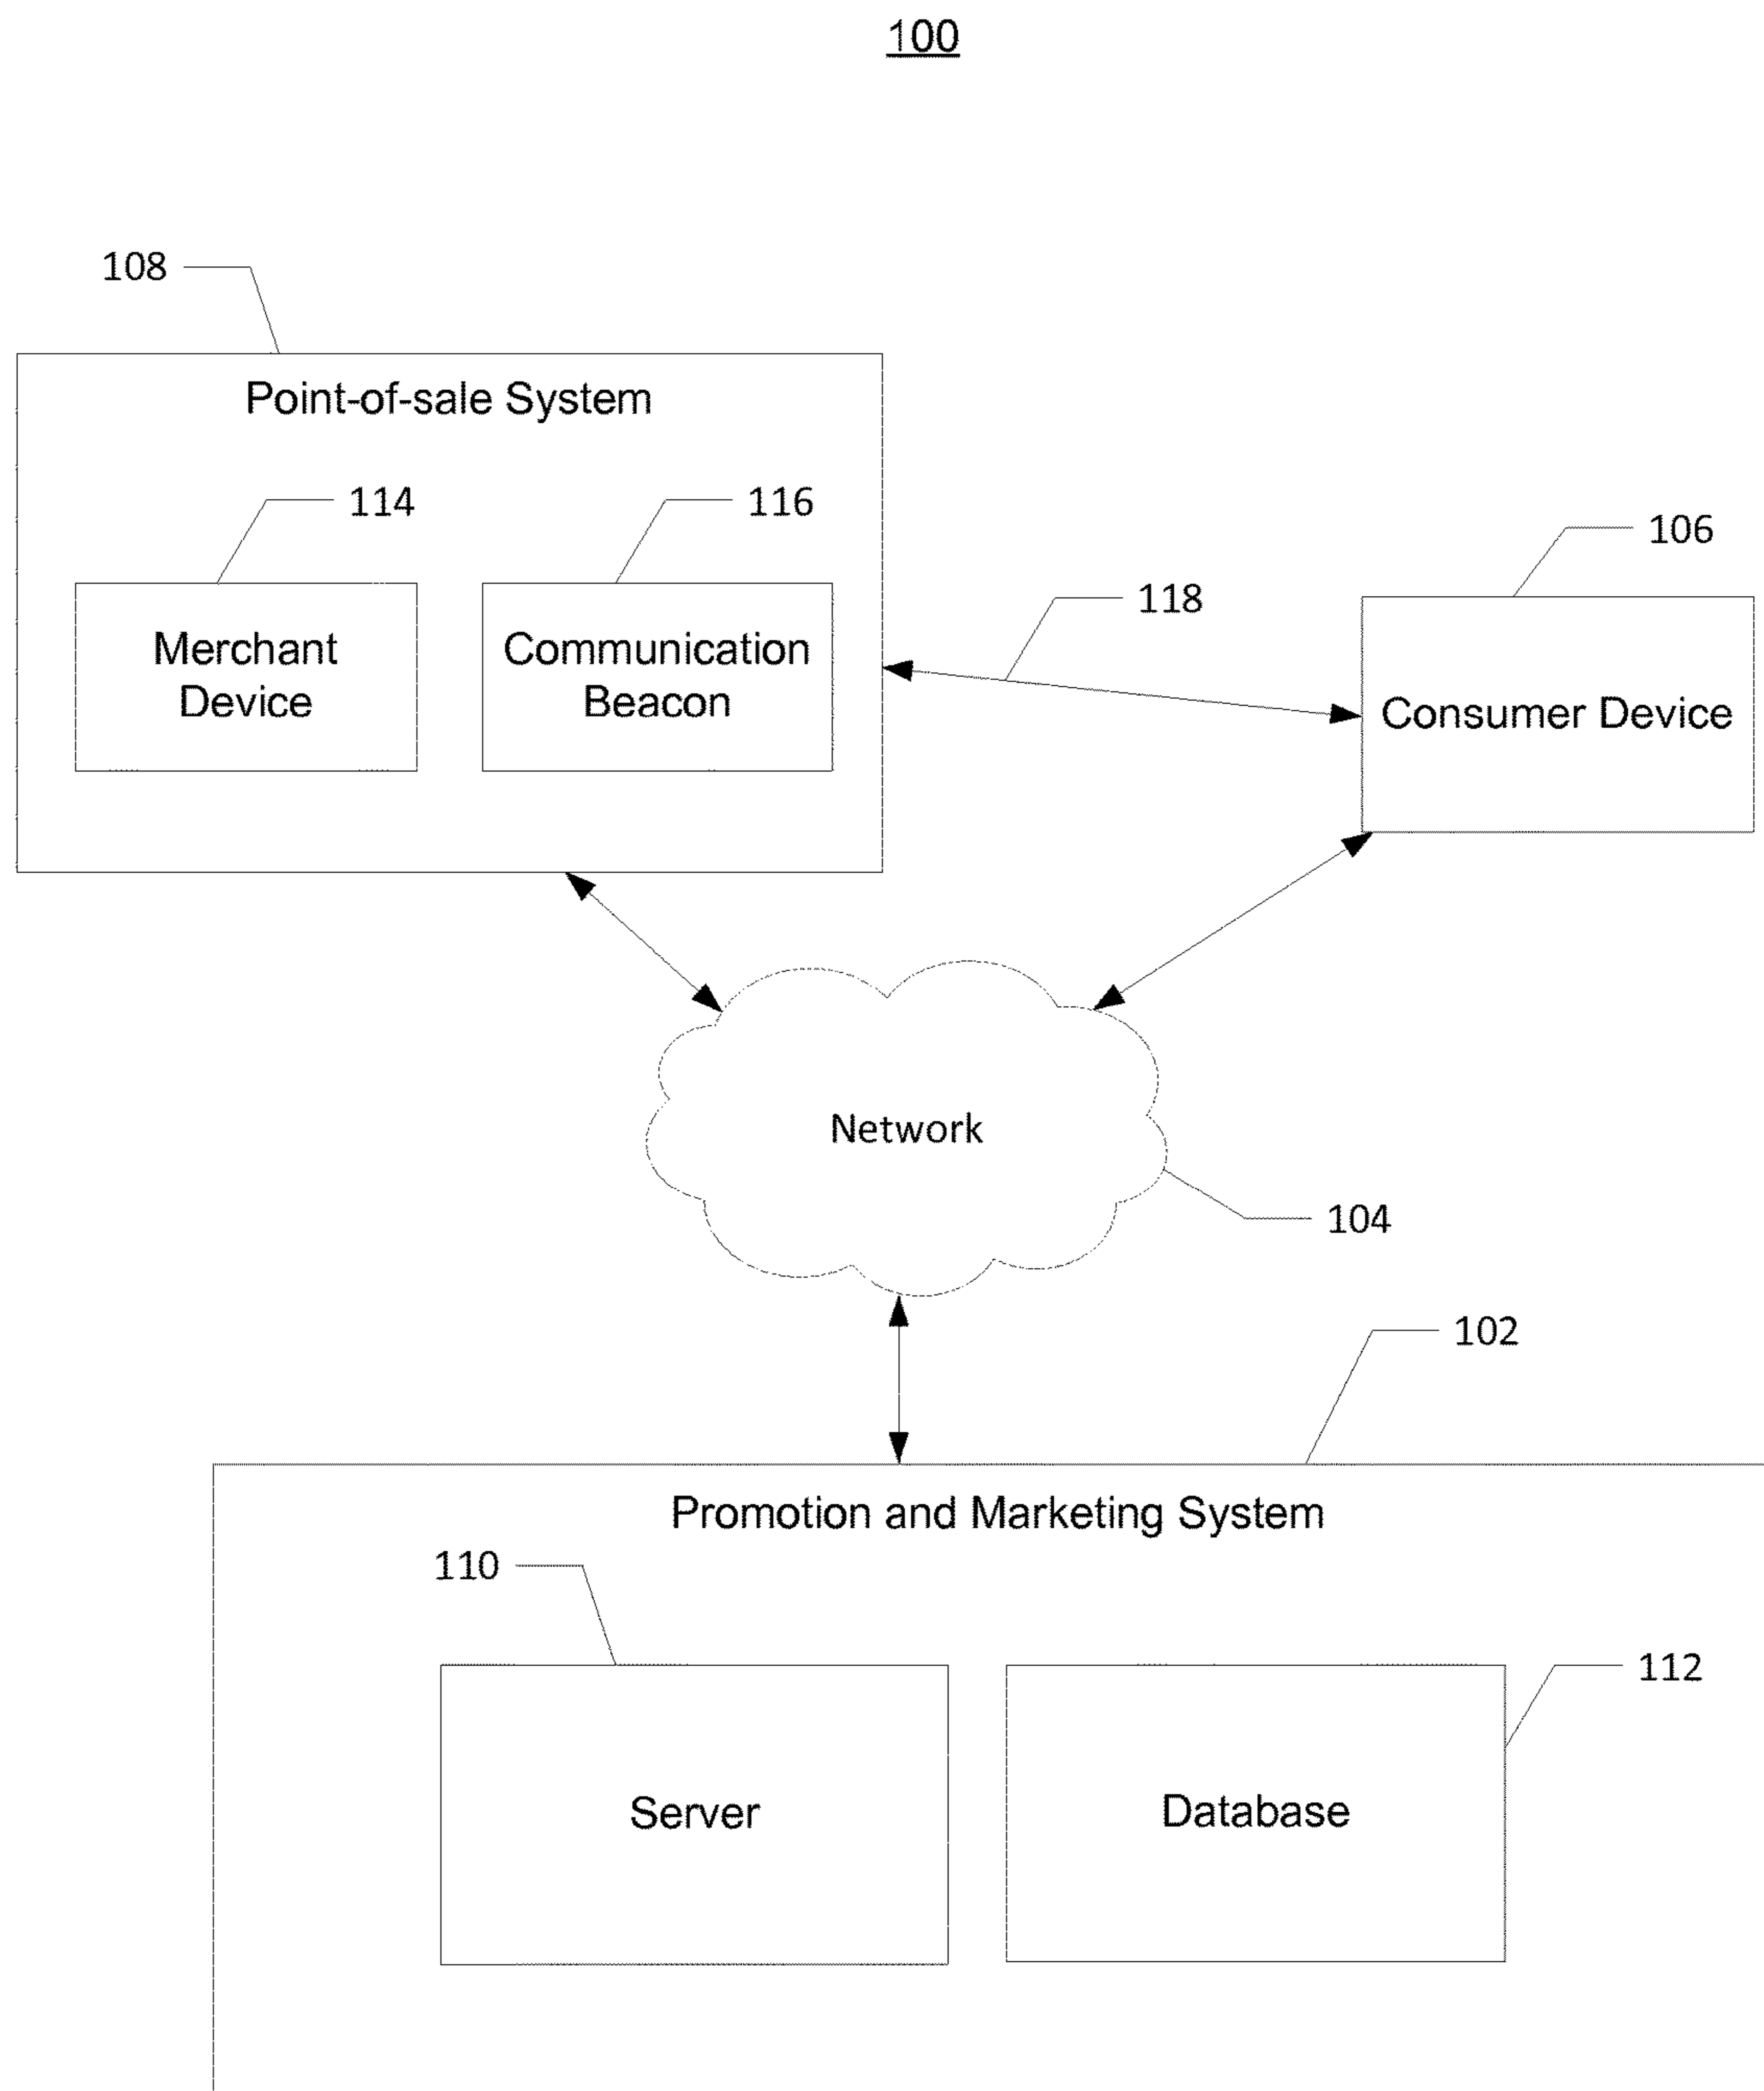 100
108
Point-of-sale System
114
116
106
118
Merchant
Device
Communication
Beacon
Consumer Device
Network
104
102
Promotion and Marketing System
110
112
Server
Database